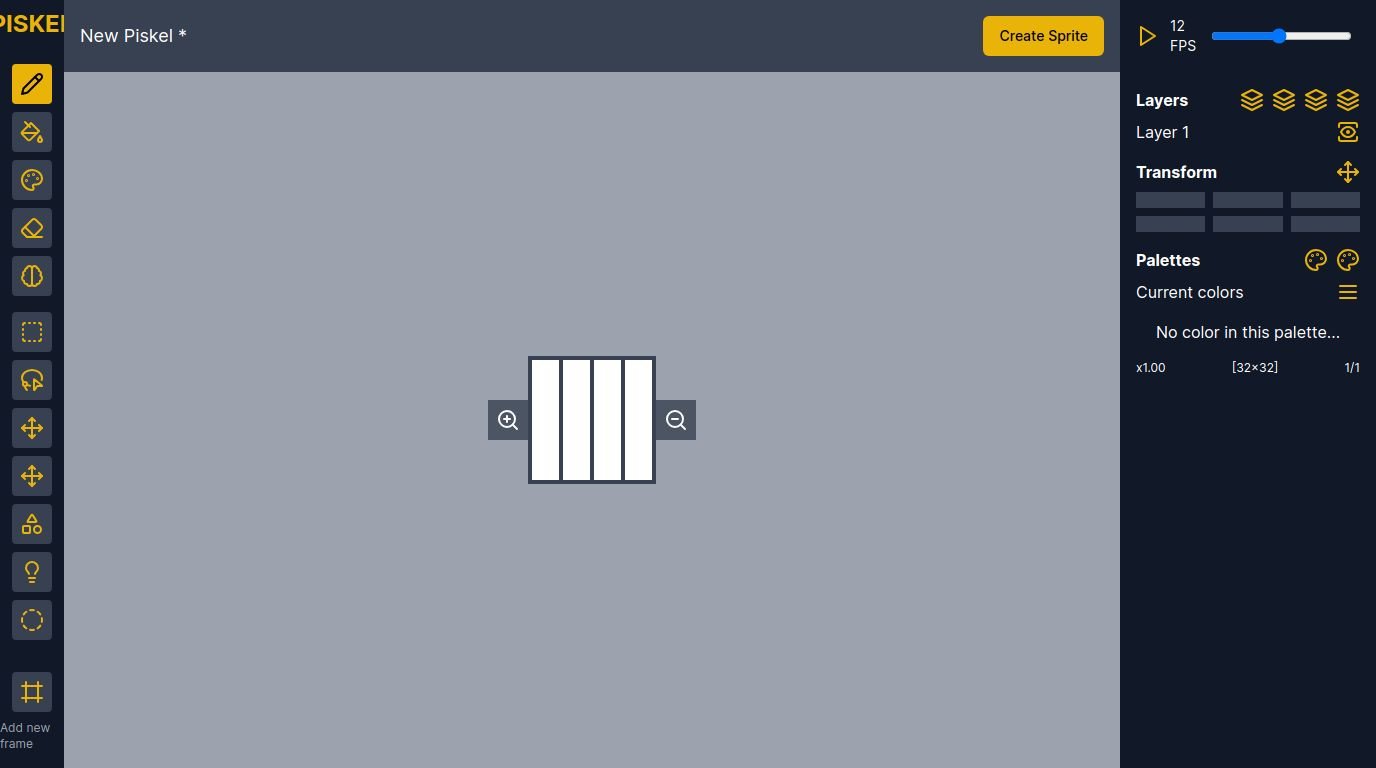 PISKEL
New Piskel *
Create Sprite
12
FPS
Layers
Layer 1
Transform
Palettes
Current colors
No color in this palette...
x1.00 [32×32] 1/1
Add new
frame